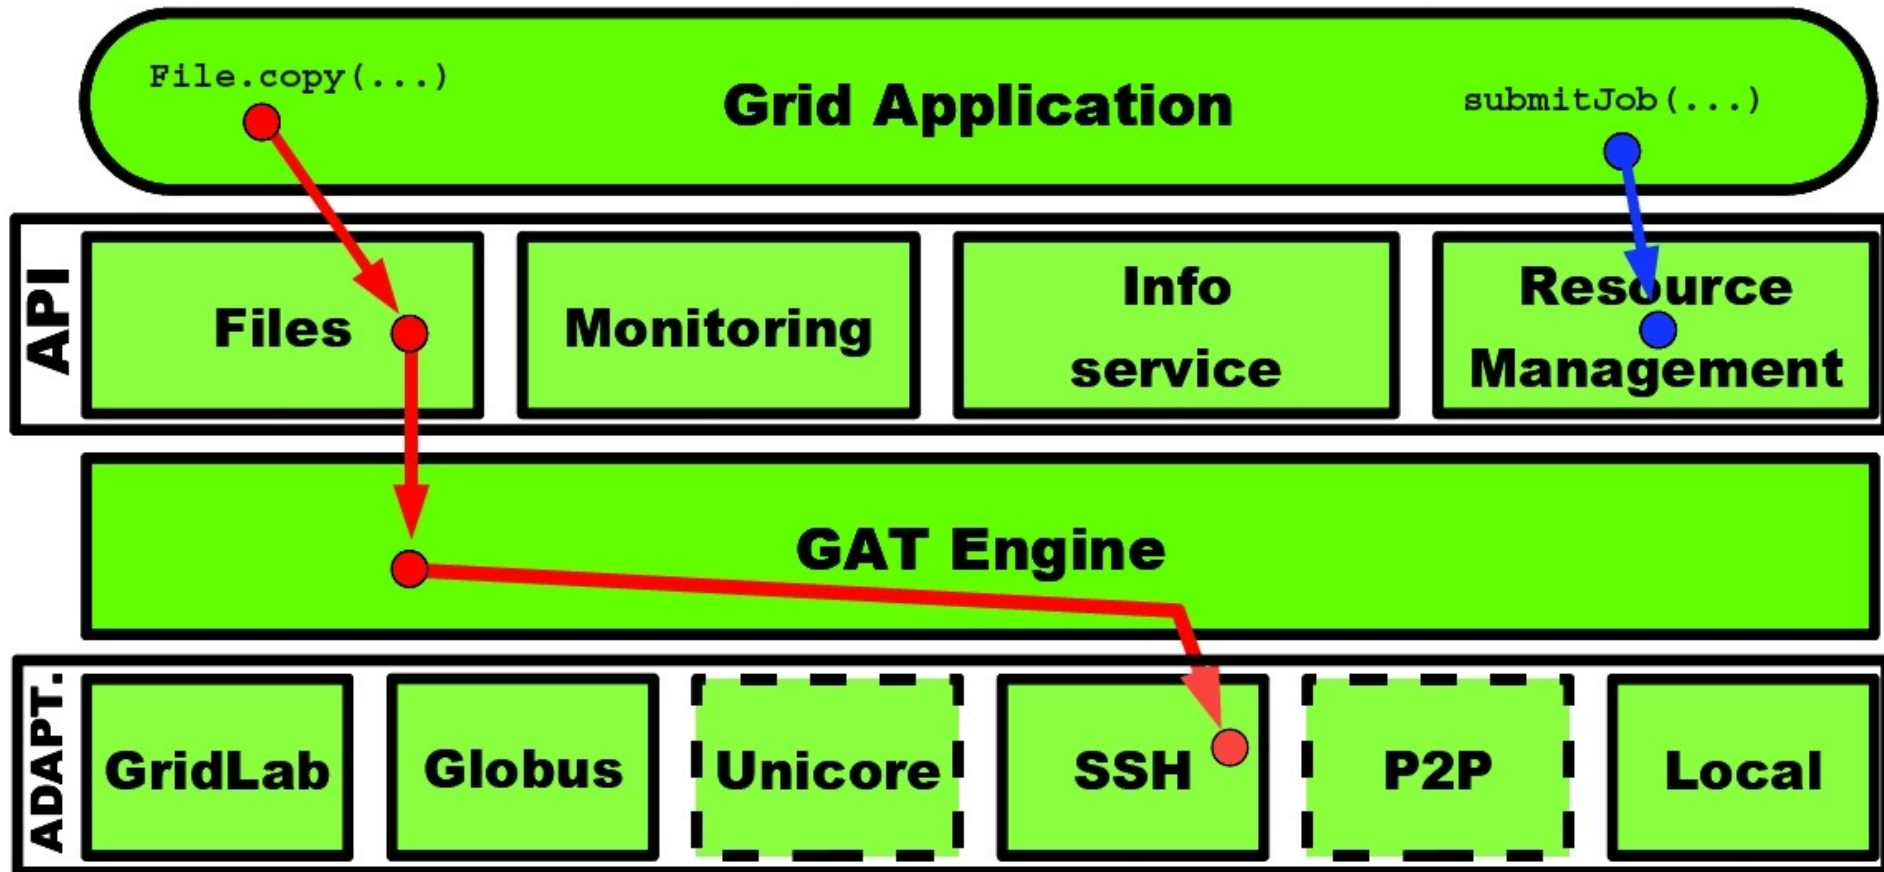 File.copy(...)
Grid Application
submitJob(...)
API
Files
Monitoring
Info
service
Resource
Management
GAT Engine
ADAPT.
GridLab
Globus
Unicore
SSH
P2P
Local